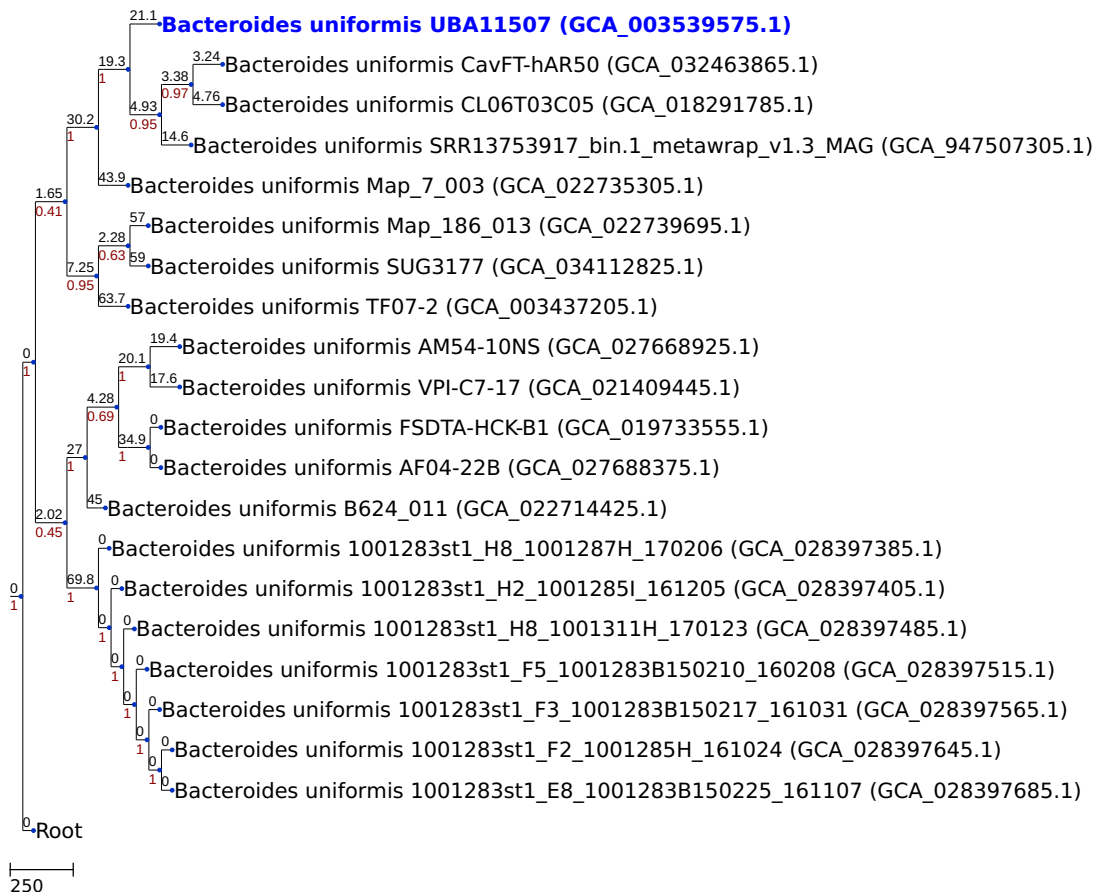 21.1 Bacteroides uniformis UBA11507 (GCA_003539575.1)
19.3
1
3.24 Bacteroides uniformis CavFT-hAR50 (GCA_032463865.1)
3.38
0.97
4.76 Bacteroides uniformis CL06T03C05 (GCA_018291785.1)
4.93
0.95
30.2
1
14.6 Bacteroides uniformis SRR13753917_bin.1_metawrap_v1.3_MAG (GCA_947507305.1)
43.9 Bacteroides uniformis Map_7_003 (GCA_022735305.1)
1.65
0.41
57 Bacteroides uniformis Map_186_013 (GCA_022739695.1)
2.28
0.63
59 Bacteroides uniformis SUG3177 (GCA_034112825.1)
7.25
0.95
63.7 Bacteroides uniformis TF07-2 (GCA_003437205.1)
0
1
19.4 Bacteroides uniformis AM54-10NS (GCA_027668925.1)
20.1
1
17.6 Bacteroides uniformis VPI-C7-17 (GCA_021409445.1)
4.28
0.69
0 Bacteroides uniformis FSDTA-HCK-B1 (GCA_019733555.1)
34.9
1
0 Bacteroides uniformis AF04-22B (GCA_027688375.1)
27
1
45 Bacteroides uniformis B624_011 (GCA_022714425.1)
2.02
0.45
0 Bacteroides uniformis 1001283st1_H8_1001287H_170206 (GCA_028397385.1)
69.8
1
0 Bacteroides uniformis 1001283st1_H2_1001285I_161205 (GCA_028397405.1)
0
1
0
1
0 Bacteroides uniformis 1001283st1_H8_1001311H_170123 (GCA_028397485.1)
0
1
0 Bacteroides uniformis 1001283st1_F5_1001283B150210_160208 (GCA_028397515.1)
0
1
0 Bacteroides uniformis 1001283st1_F3_1001283B150217_161031 (GCA_028397565.1)
0
1
0 Bacteroides uniformis 1001283st1_F2_1001285H_161024 (GCA_028397645.1)
0
1
0 Bacteroides uniformis 1001283st1_E8_1001283B150225_161107 (GCA_028397685.1)
0 Root
250